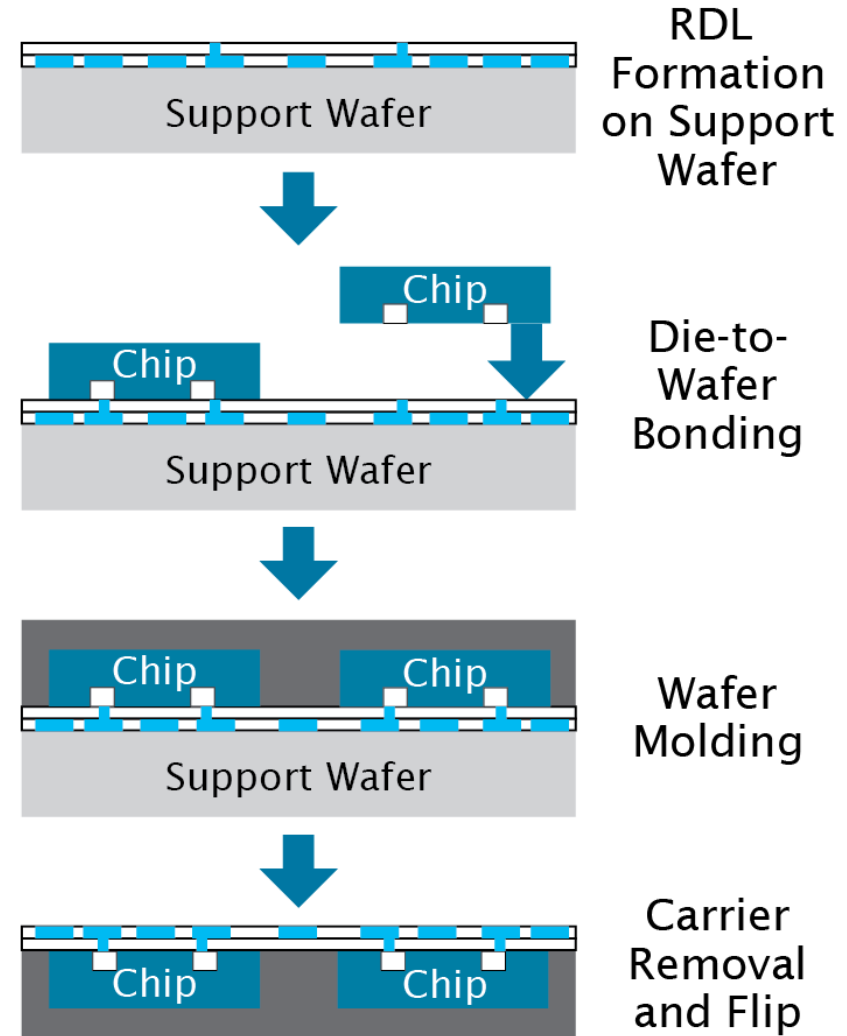 RDL
Formation
on Support
Wafer
Support Wafer
Chip
Chip
Die-to-
Wafer
Bonding
Support Wafer
Chip
Chip
Wafer
Molding
Support Wafer
Carrier
Removal
and Flip
Chip
Chip